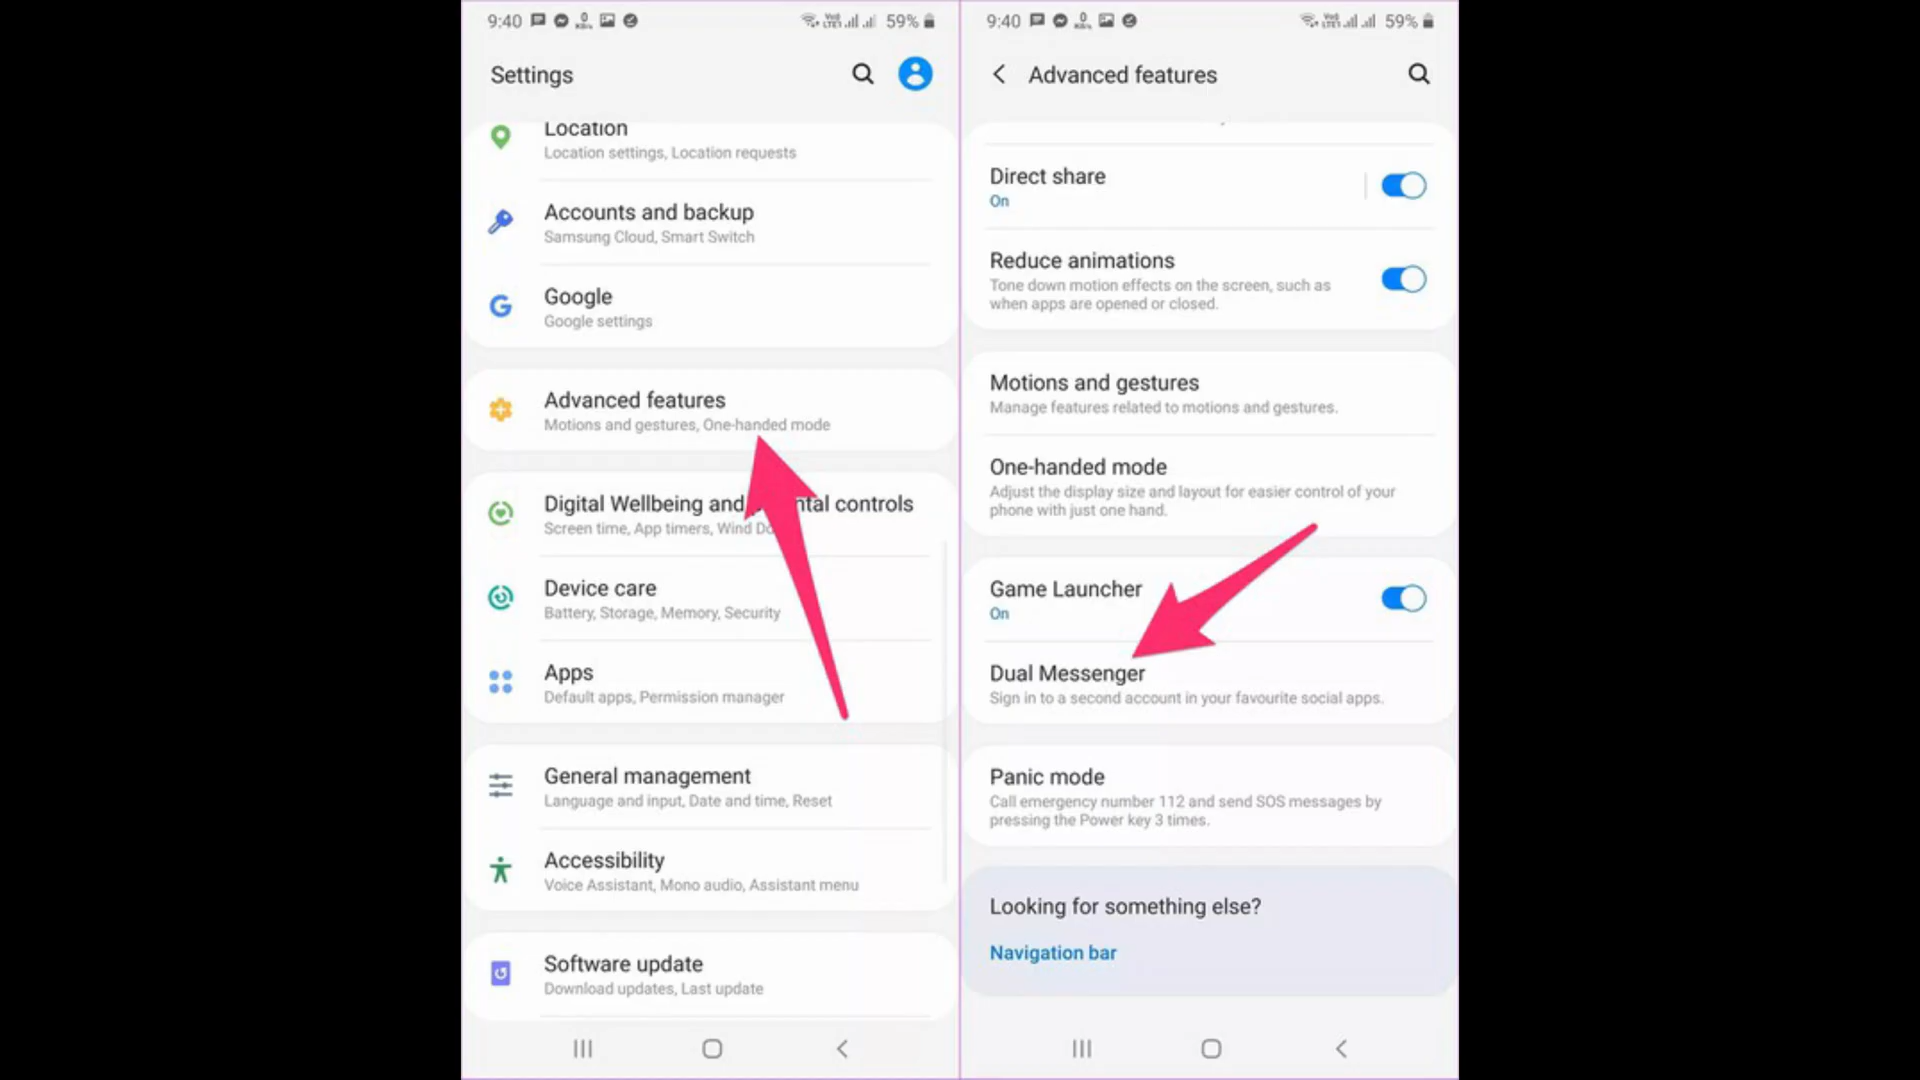 9:40
59%
Settings
Location
Location settings, Location requests
Accounts and backup
Samsung Cloud, Smart Switch
Google
Google settings
Advanced features
Motions and gestures, One-handed mode
Digital Wellbeing and ntal controls
Screen time, App timers, Wind Do
Device care
Battery, Storage, Memory, Security
Apps
Default apps, Permission manager
General management
Language and input, Date and time, Reset
Accessibility
Voice Assistant, Mono audio, Assistant menu
Software update
Download updates, Last update
9:40
59%
Advanced features
Direct share
On
Reduce animations
Tone down motion effects on the screen, such as
when apps are opened or closed.
Motions and gestures
Manage features related to motions and gestures.
One-handed mode
Adjust the display size and layout for easier control of your
phone with just one hand.
Game Launcher
On
Dual Messenger
Sign in to a second account in your favourite social apps.
Panic mode
Call emergency number 112 and send SOS messages by
pressing the Power key 3 times.
Looking for something else?
Navigation bar